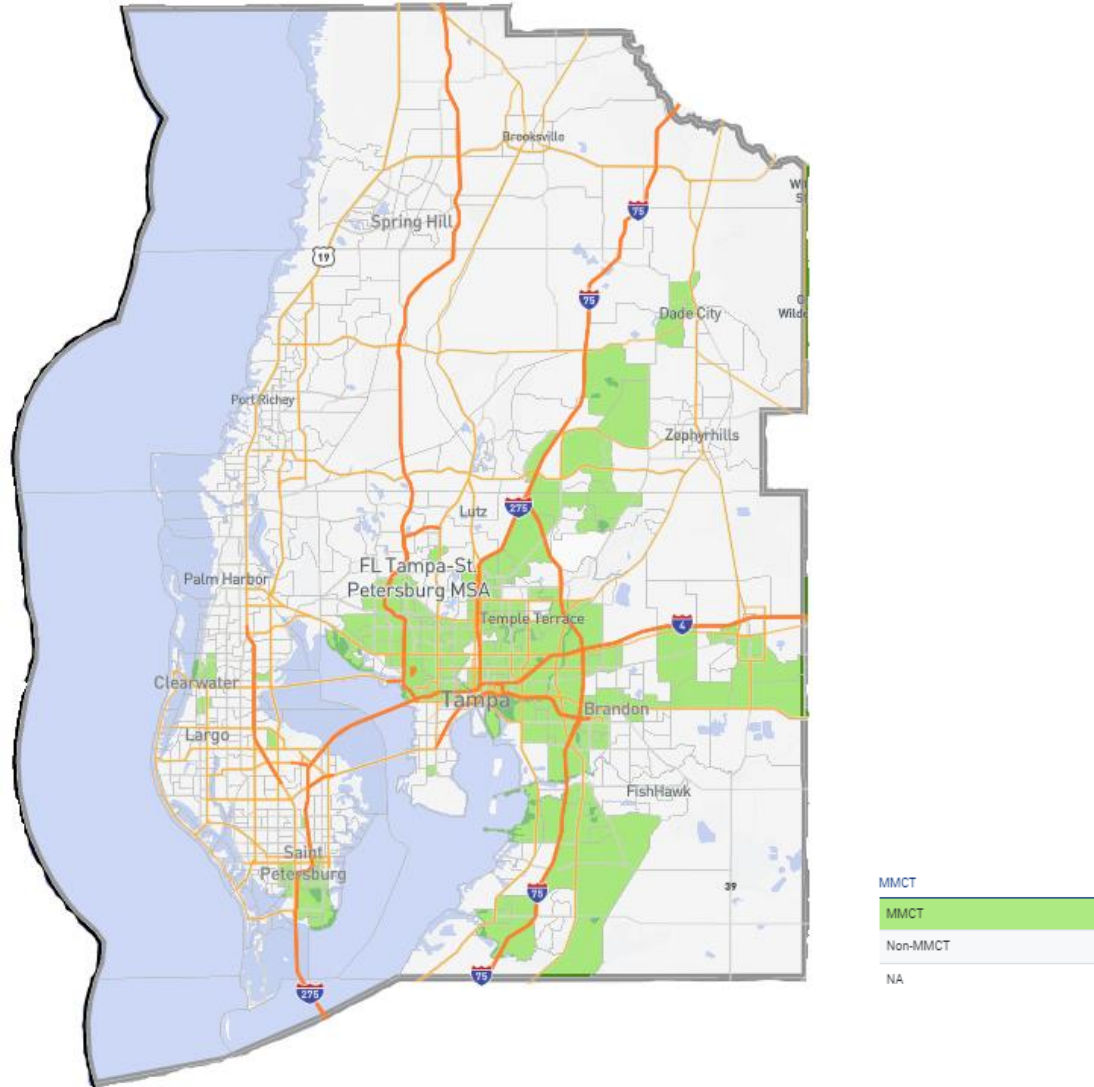 Brooksville
Spring Hill
75
19
75
Dade City
Port Richey
Zephyrhills
275
Lutz
FL Tampa-St.
Petersburg MSA
Palm Harbor
Temple Terrace
4
Clearwater
Tampa
Brandon
Largo
FishHawk
Saint
Petersburg
39
75
75
275
MMCT
MMCT
Non-MMCT
NA